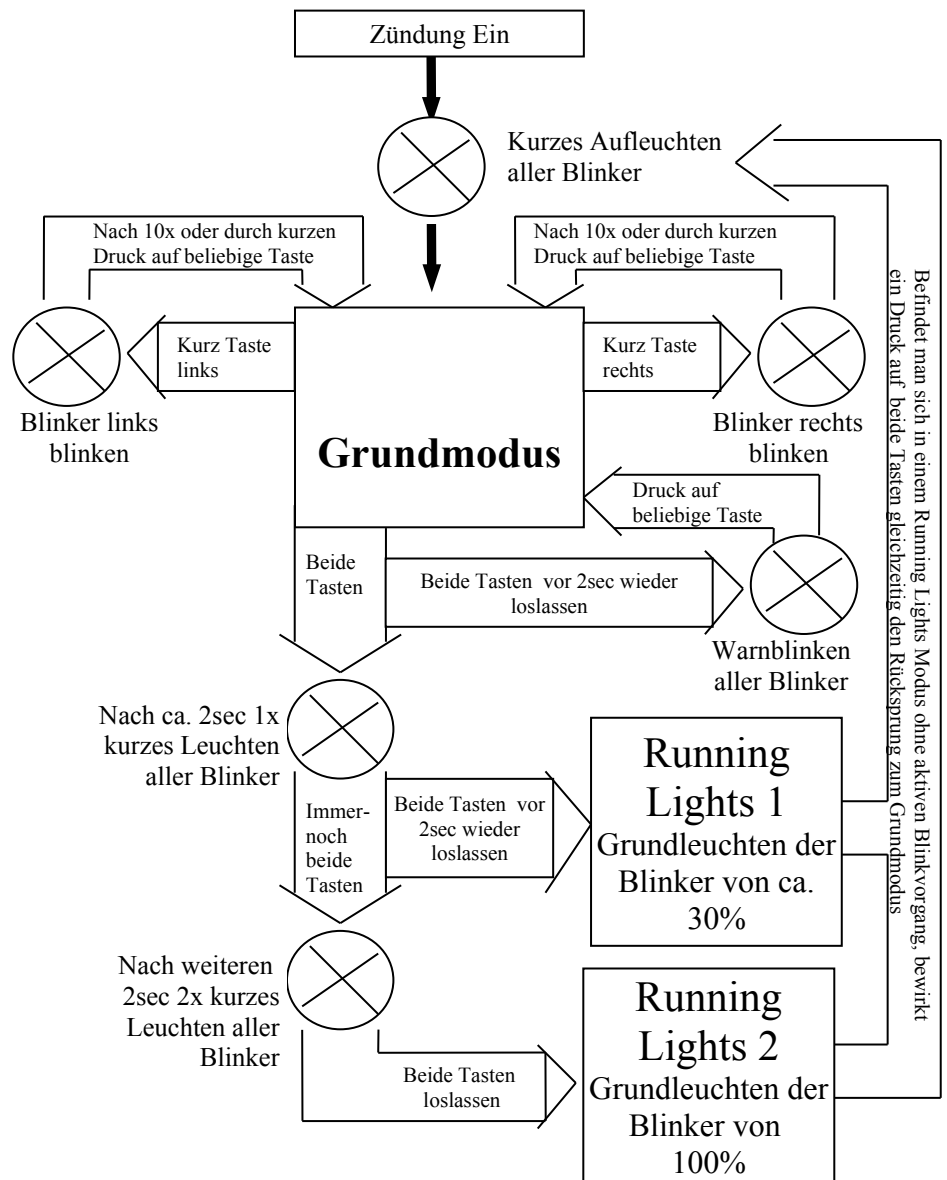 Zündung Ein
Kurzes Aufleuchten
aller Blinker
Nach 10x oder durch kurzen
Druck auf beliebige Taste
Nach 10x oder durch kurzen
Druck auf beliebige Taste
Kurz Taste
links
Kurz Taste
rechts
Blinker links
blinken
Grundmodus
Blinker rechts
blinken
Druck auf
beliebige Taste
Beide
Tasten
Beide Tasten vor 2sec wieder
loslassen
Warnblinken
aller Blinker
Nach ca. 2sec 1x
kurzes Leuchten
aller Blinker
Immer-
noch
beide
Tasten
Beide Tasten vor
2sec wieder
loslassen
Running
Lights 1
Grundleuchten der
Blinker von ca.
30%
Nach weiteren
2sec 2x kurzes
Leuchten aller
Blinker
Beide Tasten
loslassen
Running
Lights 2
Grundleuchten der
Blinker von
100%
Befindet man sich in einem Running Lights Modus ohne aktiven Blinkvorgang, bewirkt
ein Druck auf beide Tasten gleichzeitig den Rücksprung zum Grundmodus